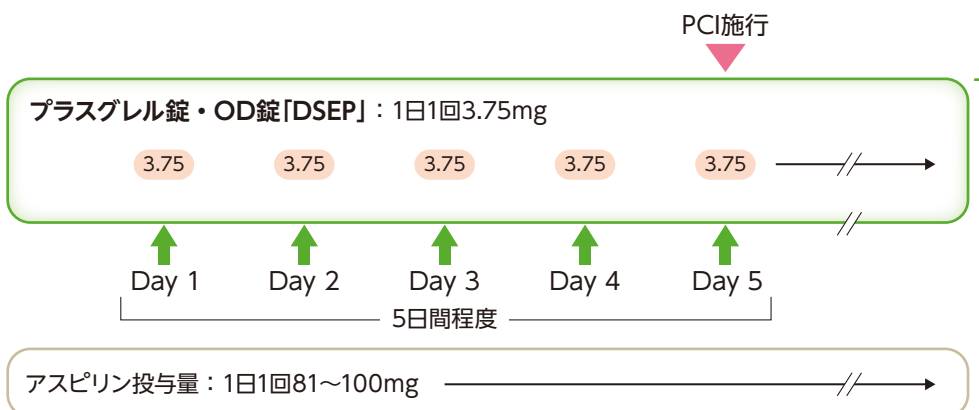 PCI施行
プラスグレル錠・OD錠「DSEP」：1日1回3.75mg
3.75 3.75 3.75 3.75 3.75
Day 1 Day 2 Day 3 Day 4 Day 5
5日間程度
アスピリン投与量：1日1回81～100mg